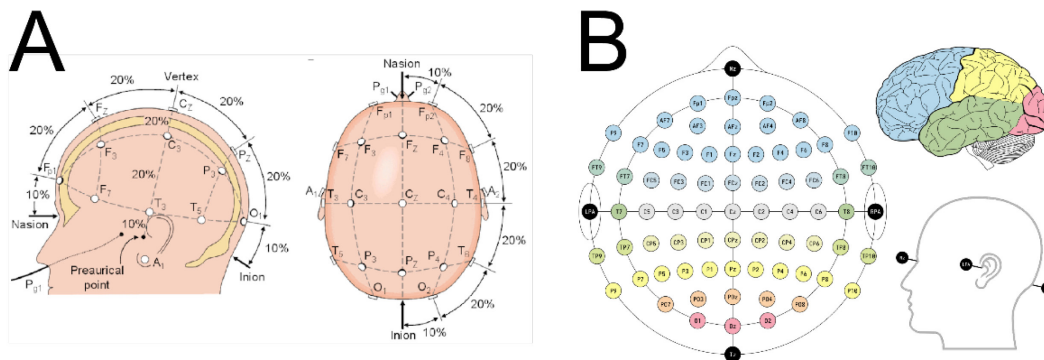 A
20%
Vertex
20%
Cz
Fz
20%
20%
20%
F3
C3
Pz
Fp1
20%
P3
20%
10%
F7
T3
T5
O1
Nasion
10%
10%
Preaurical
point
A1
Inion
Pg1
Nasion
10%
Pg1
Pg2
Fp1
Fp2
20%
F7
F3
Fz
F4
F8
20%
A1
T3
C3
Cz
C4
T4
A2
20%
T5
P3
Pz
P4
T6
O1
O2
20%
Inion
10%
B
Nz
Fp1
Fpz
Fp2
AF7
AF3
AFz
AF4
AF8
F9
F7
F5
F3
F1
Fz
F2
F4
F6
F8
F10
FT9
FT7
FC5
FC3
FC1
FCz
FC2
FC4
FC6
FT8
FT10
LPA
T7
C5
C3
C1
Cz
C2
C4
C6
T8
RPA
TP9
TP7
CP5
CP3
CP1
CPz
CP2
CP4
CP6
TP8
TP10
P9
P7
P5
P3
P1
Pz
P2
P4
P6
P8
P10
PO7
PO3
POz
PO4
PO8
O1
Oz
O2
Iz
Nz
LPA